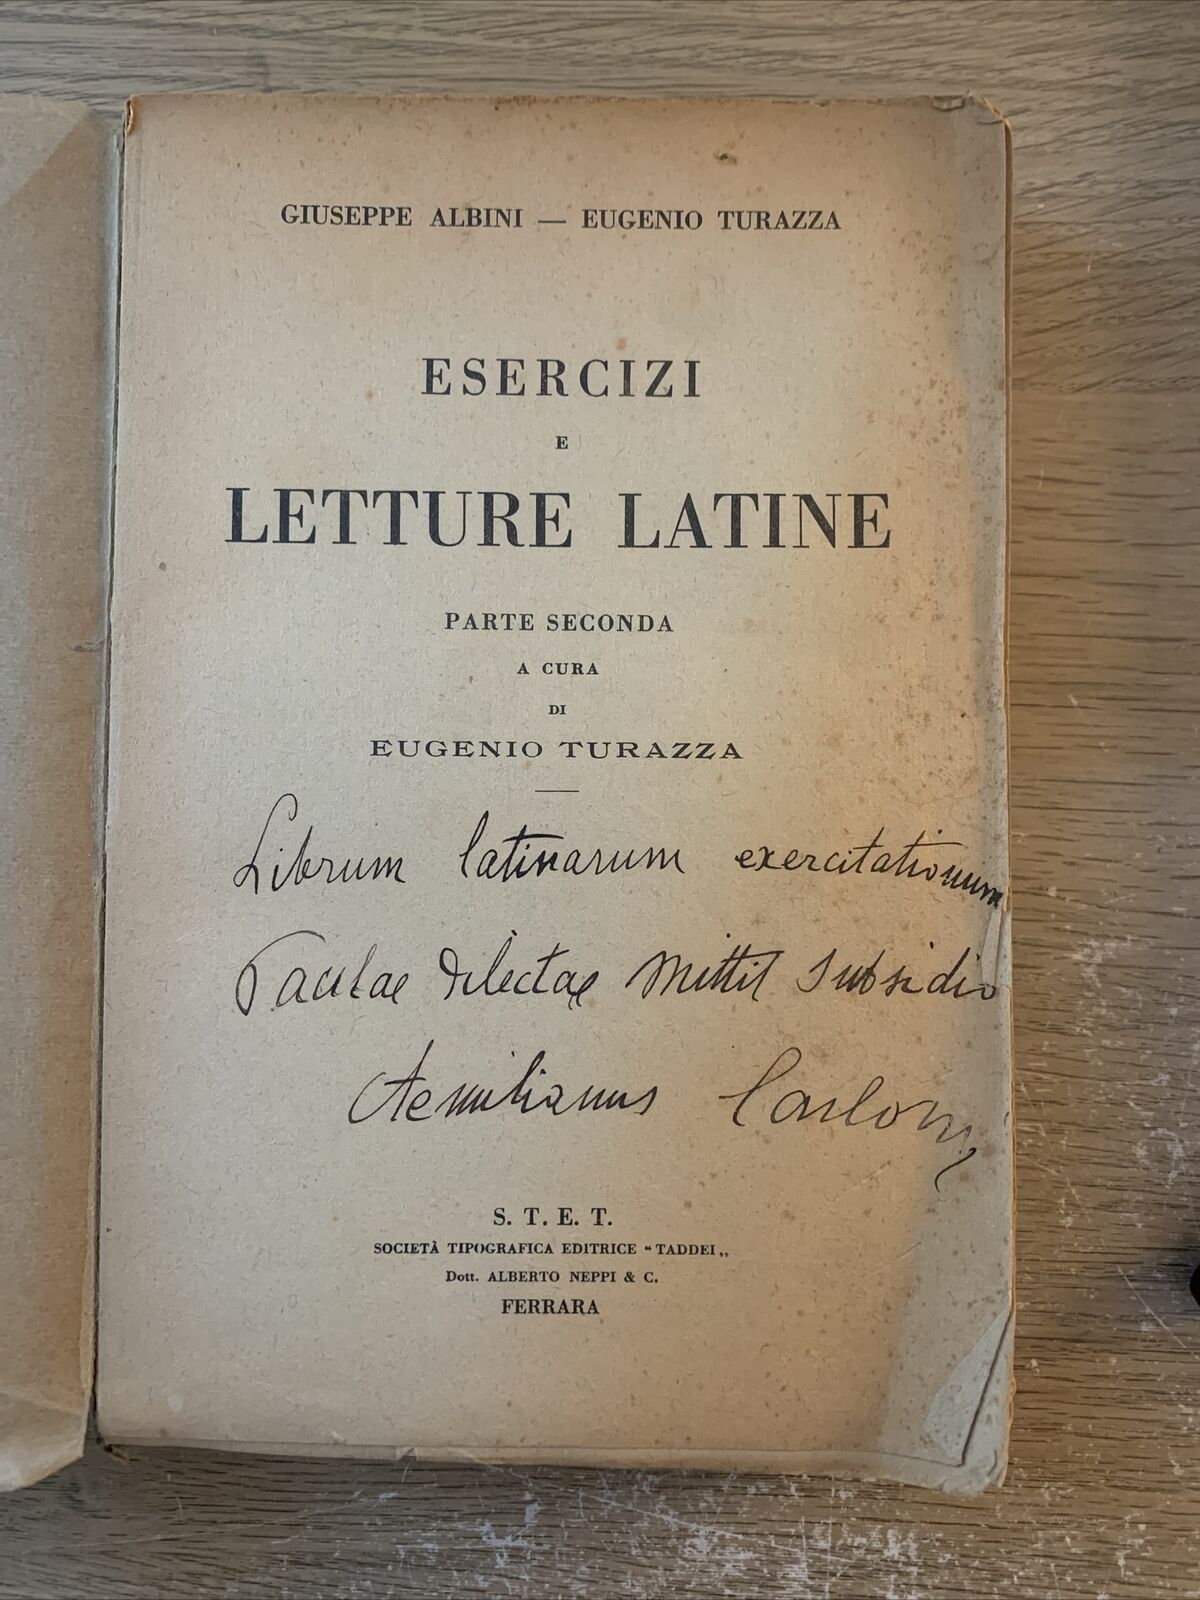 GIUSEPPE ALBINI — EUGENIO TURAZZA
ESERCIZI
E
LETTURE LATINE
PARTE SECONDA
A CURA
DI
EUGENIO TURAZZA
Librum latinarum exercitationum
Paulae dilectae mittit subsidio
Aemilianus Carloni
S. T. E. T.
SOCIETÀ TIPOGRAFICA EDITRICE “ TADDEI „
Dott. ALBERTO NEPPI & C.
FERRARA